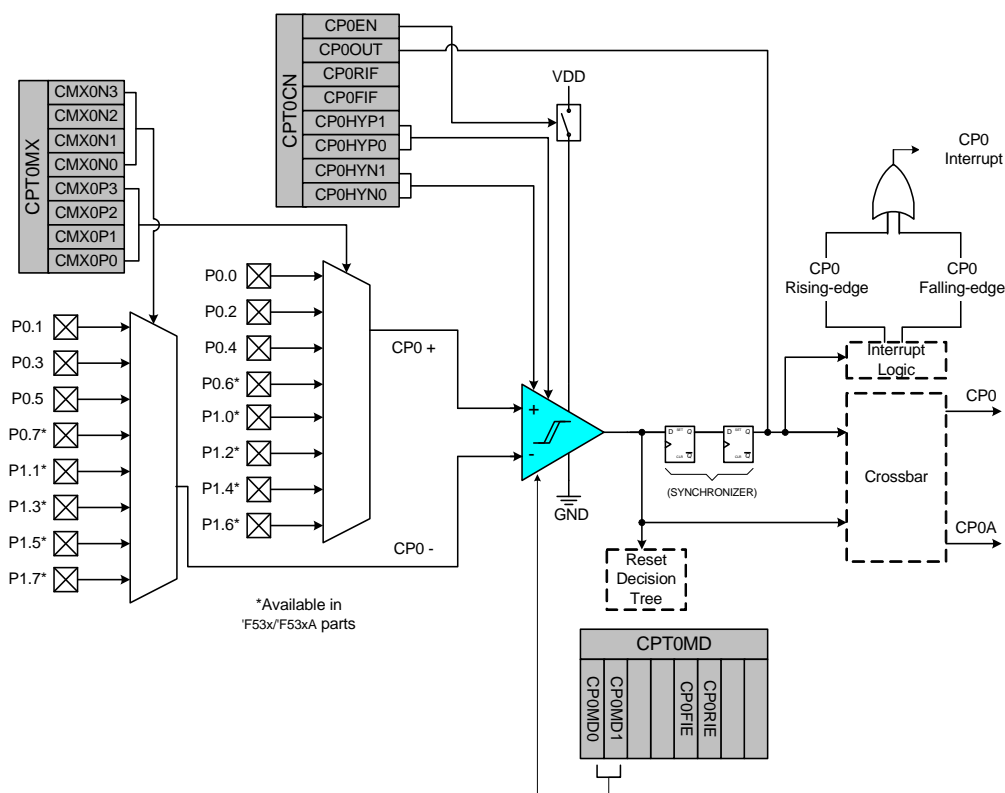 CPT0CN
CP0EN
CP0OUT
CP0RIF
CP0FIF
CP0HYP1
CP0HYP0
CP0HYN1
CP0HYN0
VDD
CPT0MX
CMX0N3
CMX0N2
CMX0N1
CMX0N0
CMX0P3
CMX0P2
CMX0P1
CMX0P0
CP0
Interrupt
CP0
Rising-edge
CP0
Falling-edge
Interrupt
Logic
P0.0
P0.2
P0.4
P0.6*
P1.0*
P1.2*
P1.4*
P1.6*
P0.1
P0.3
P0.5
P0.7*
P1.1*
P1.3*
P1.5*
P1.7*
CP0 +
CP0 -
+
-
GND
D SET Q
CLR Q
D SET Q
CLR Q
(SYNCHRONIZER)
Crossbar
CP0
CP0A
Reset
Decision
Tree
*Available in
'F53x/'F53xA parts
CPT0MD
CP0MD0
CP0MD1
CP0FIE
CP0RIE